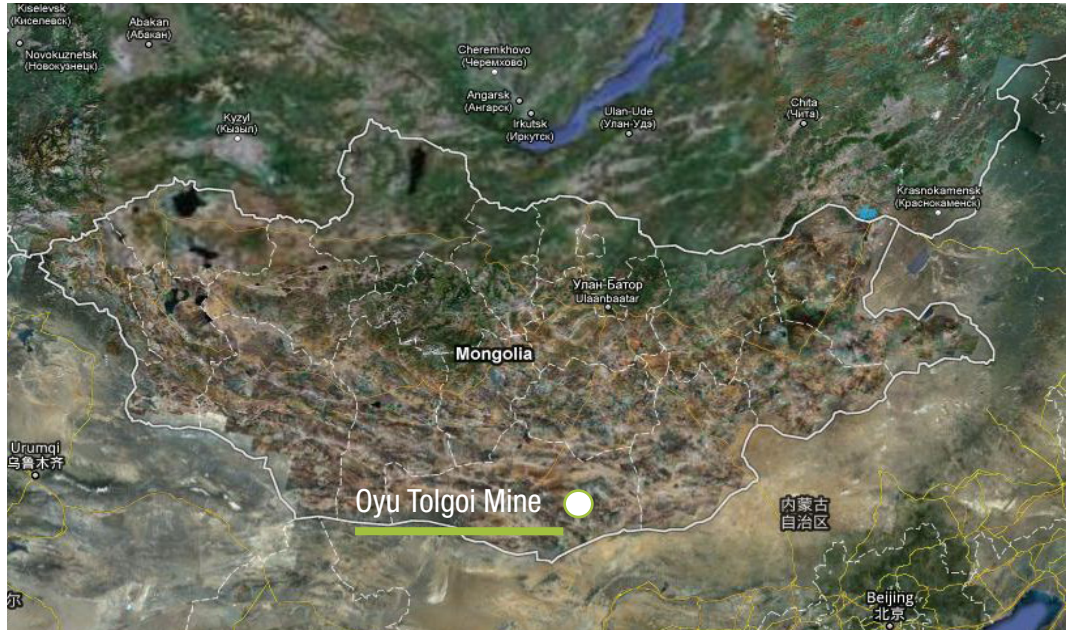 Kiselevsk
(Киселевск)
Novokuznetsk
(Новокузнецк)
Abakan
(Абакан)
Kyzyl
(Кызыл)
Cheremkhovo
(Черемхово)
Angarsk
(Ангарск)
Irkutsk
(Иркутск)
Ulan-Ude
(Улан-Удэ)
Chita
(Чита)
Krasnokamensk
(Краснокаменск)
Улан-Батор
Ulaanbaatar
Mongolia
Urumqi
乌鲁木齐
Oyu Tolgoi Mine
内蒙古
自治区
Beijing
北京
尔